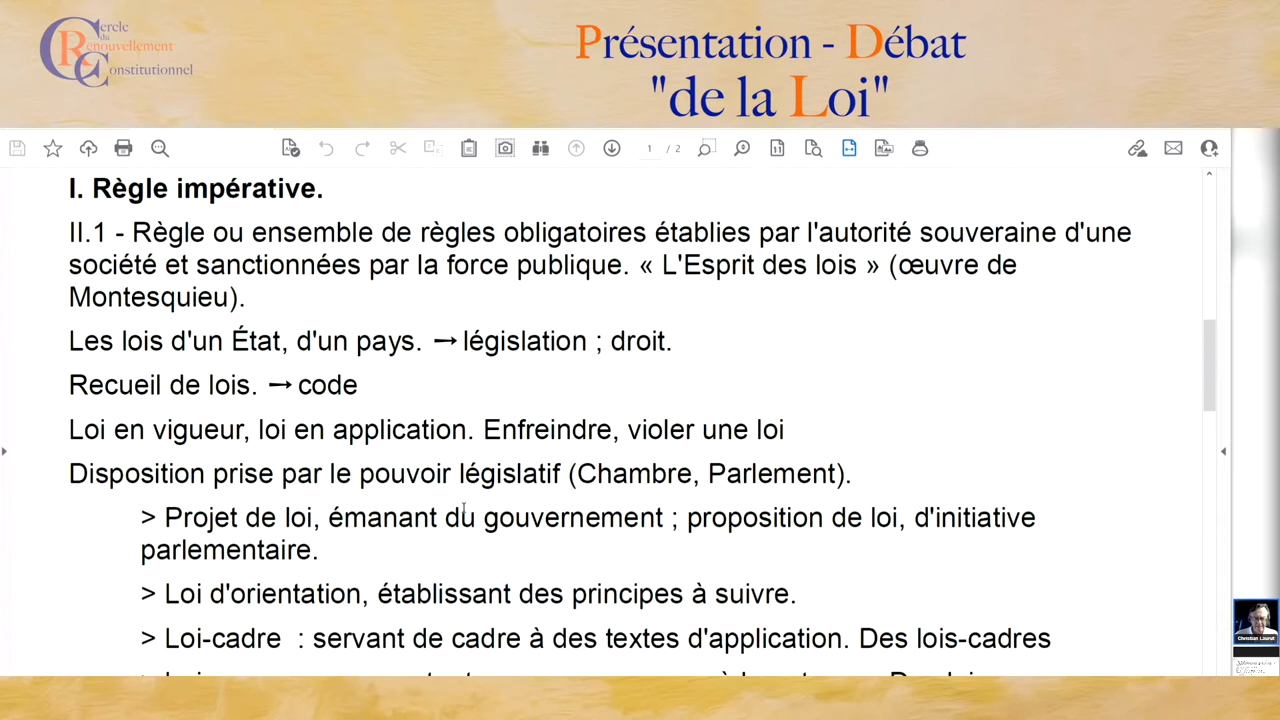 Cercle
du
Renouvellement
Constitutionnel
Présentation - Débat
"de la Loi"
1 / 2
I. Règle impérative.
II.1 - Règle ou ensemble de règles obligatoires établies par l'autorité souveraine d'une
société et sanctionnées par la force publique. « L'Esprit des lois » (œuvre de
Montesquieu).
Les lois d'un État, d'un pays. → législation ; droit.
Recueil de lois. → code
Loi en vigueur, loi en application. Enfreindre, violer une loi
Disposition prise par le pouvoir législatif (Chambre, Parlement).
> Projet de loi, émanant du gouvernement ; proposition de loi, d'initiative
parlementaire.
> Loi d'orientation, établissant des principes à suivre.
> Loi-cadre : servant de cadre à des textes d'application. Des lois-cadres
Christian Laurut